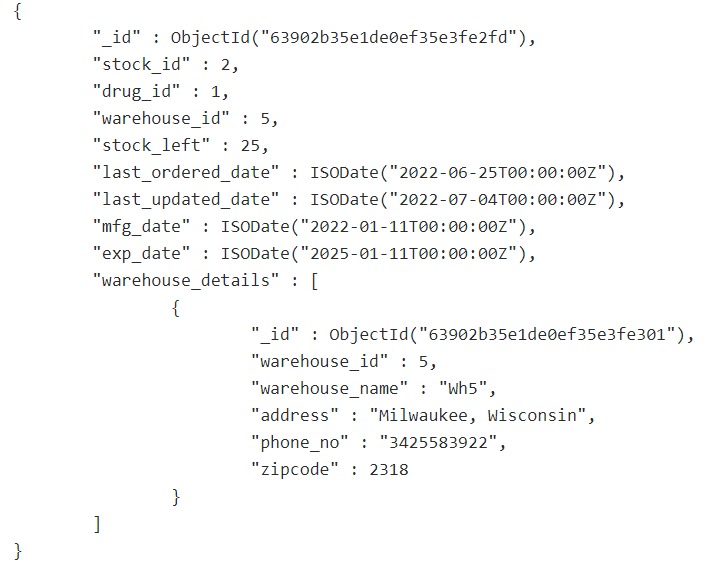 {
"_id" : ObjectId("63902b35e1de0ef35e3fe2fd"),
"stock_id" : 2,
"drug_id" : 1,
"warehouse_id" : 5,
"stock_left" : 25,
"last_ordered_date" : ISODate("2022-06-25T00:00:00Z"),
"last_updated_date" : ISODate("2022-07-04T00:00:00Z"),
"mfg_date" : ISODate("2022-01-11T00:00:00Z"),
"exp_date" : ISODate("2025-01-11T00:00:00Z"),
"warehouse_details" : [
{
"_id" : ObjectId("63902b35e1de0ef35e3fe301"),
"warehouse_id" : 5,
"warehouse_name" : "Wh5",
"address" : "Milwaukee, Wisconsin",
"phone_no" : "3425583922",
"zipcode" : 2318
}
]
}